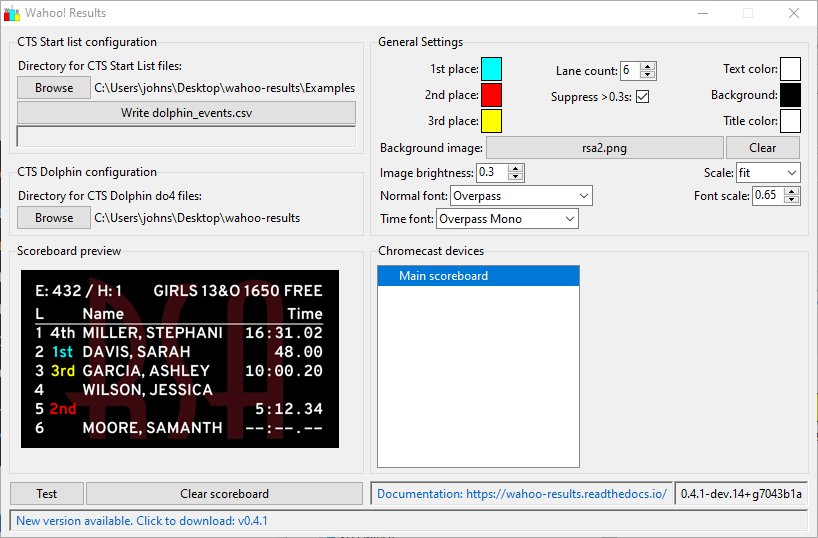 Wahoo! Results
CTS Start list configuration
Directory for CTS Start List files:
Browse C:\Users\johns\Desktop\wahoo-results\Examples
Write dolphin_events.csv
CTS Dolphin configuration
Directory for CTS Dolphin do4 files:
Browse C:\Users\johns\Desktop\wahoo-results
General Settings
1st place: Lane count: 6 Text color:
2nd place: Suppress >0.3s: Background:
3rd place: Title color:
Background image: rsa2.png Clear
Image brightness: 0.3 Scale: fit
Normal font: Overpass Font scale: 0.65
Time font: Overpass Mono
Scoreboard preview
E: 432 / H: 1 GIRLS 13&O 1650 FREE
L Name Time
1 4th MILLER, STEPHANI 16:31.02
2 1st DAVIS, SARAH 48.00
3 3rd GARCIA, ASHLEY 10:00.20
4 WILSON, JESSICA
5 2nd 5:12.34
6 MOORE, SAMANTH --:--.--
RSA
Chromecast devices
Main scoreboard
Test Clear scoreboard
Documentation: https://wahoo-results.readthedocs.io/ 0.4.1-dev.14+g7043b1a
New version available. Click to download: v0.4.1